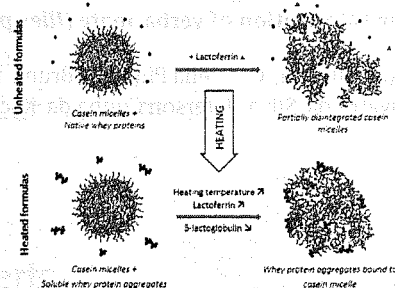 Unheated formulas
+ Lactoferrin ▲
Casein micelles +
Native whey proteins
Partially disintegrated casein
micelles
HEATING
Heated formulas
Heating temperature ↗
Lactoferrin ↗
β-lactoglobulin ↘
Casein micelles +
Soluble whey protein aggregates
Whey protein aggregates bound to
casein micelle